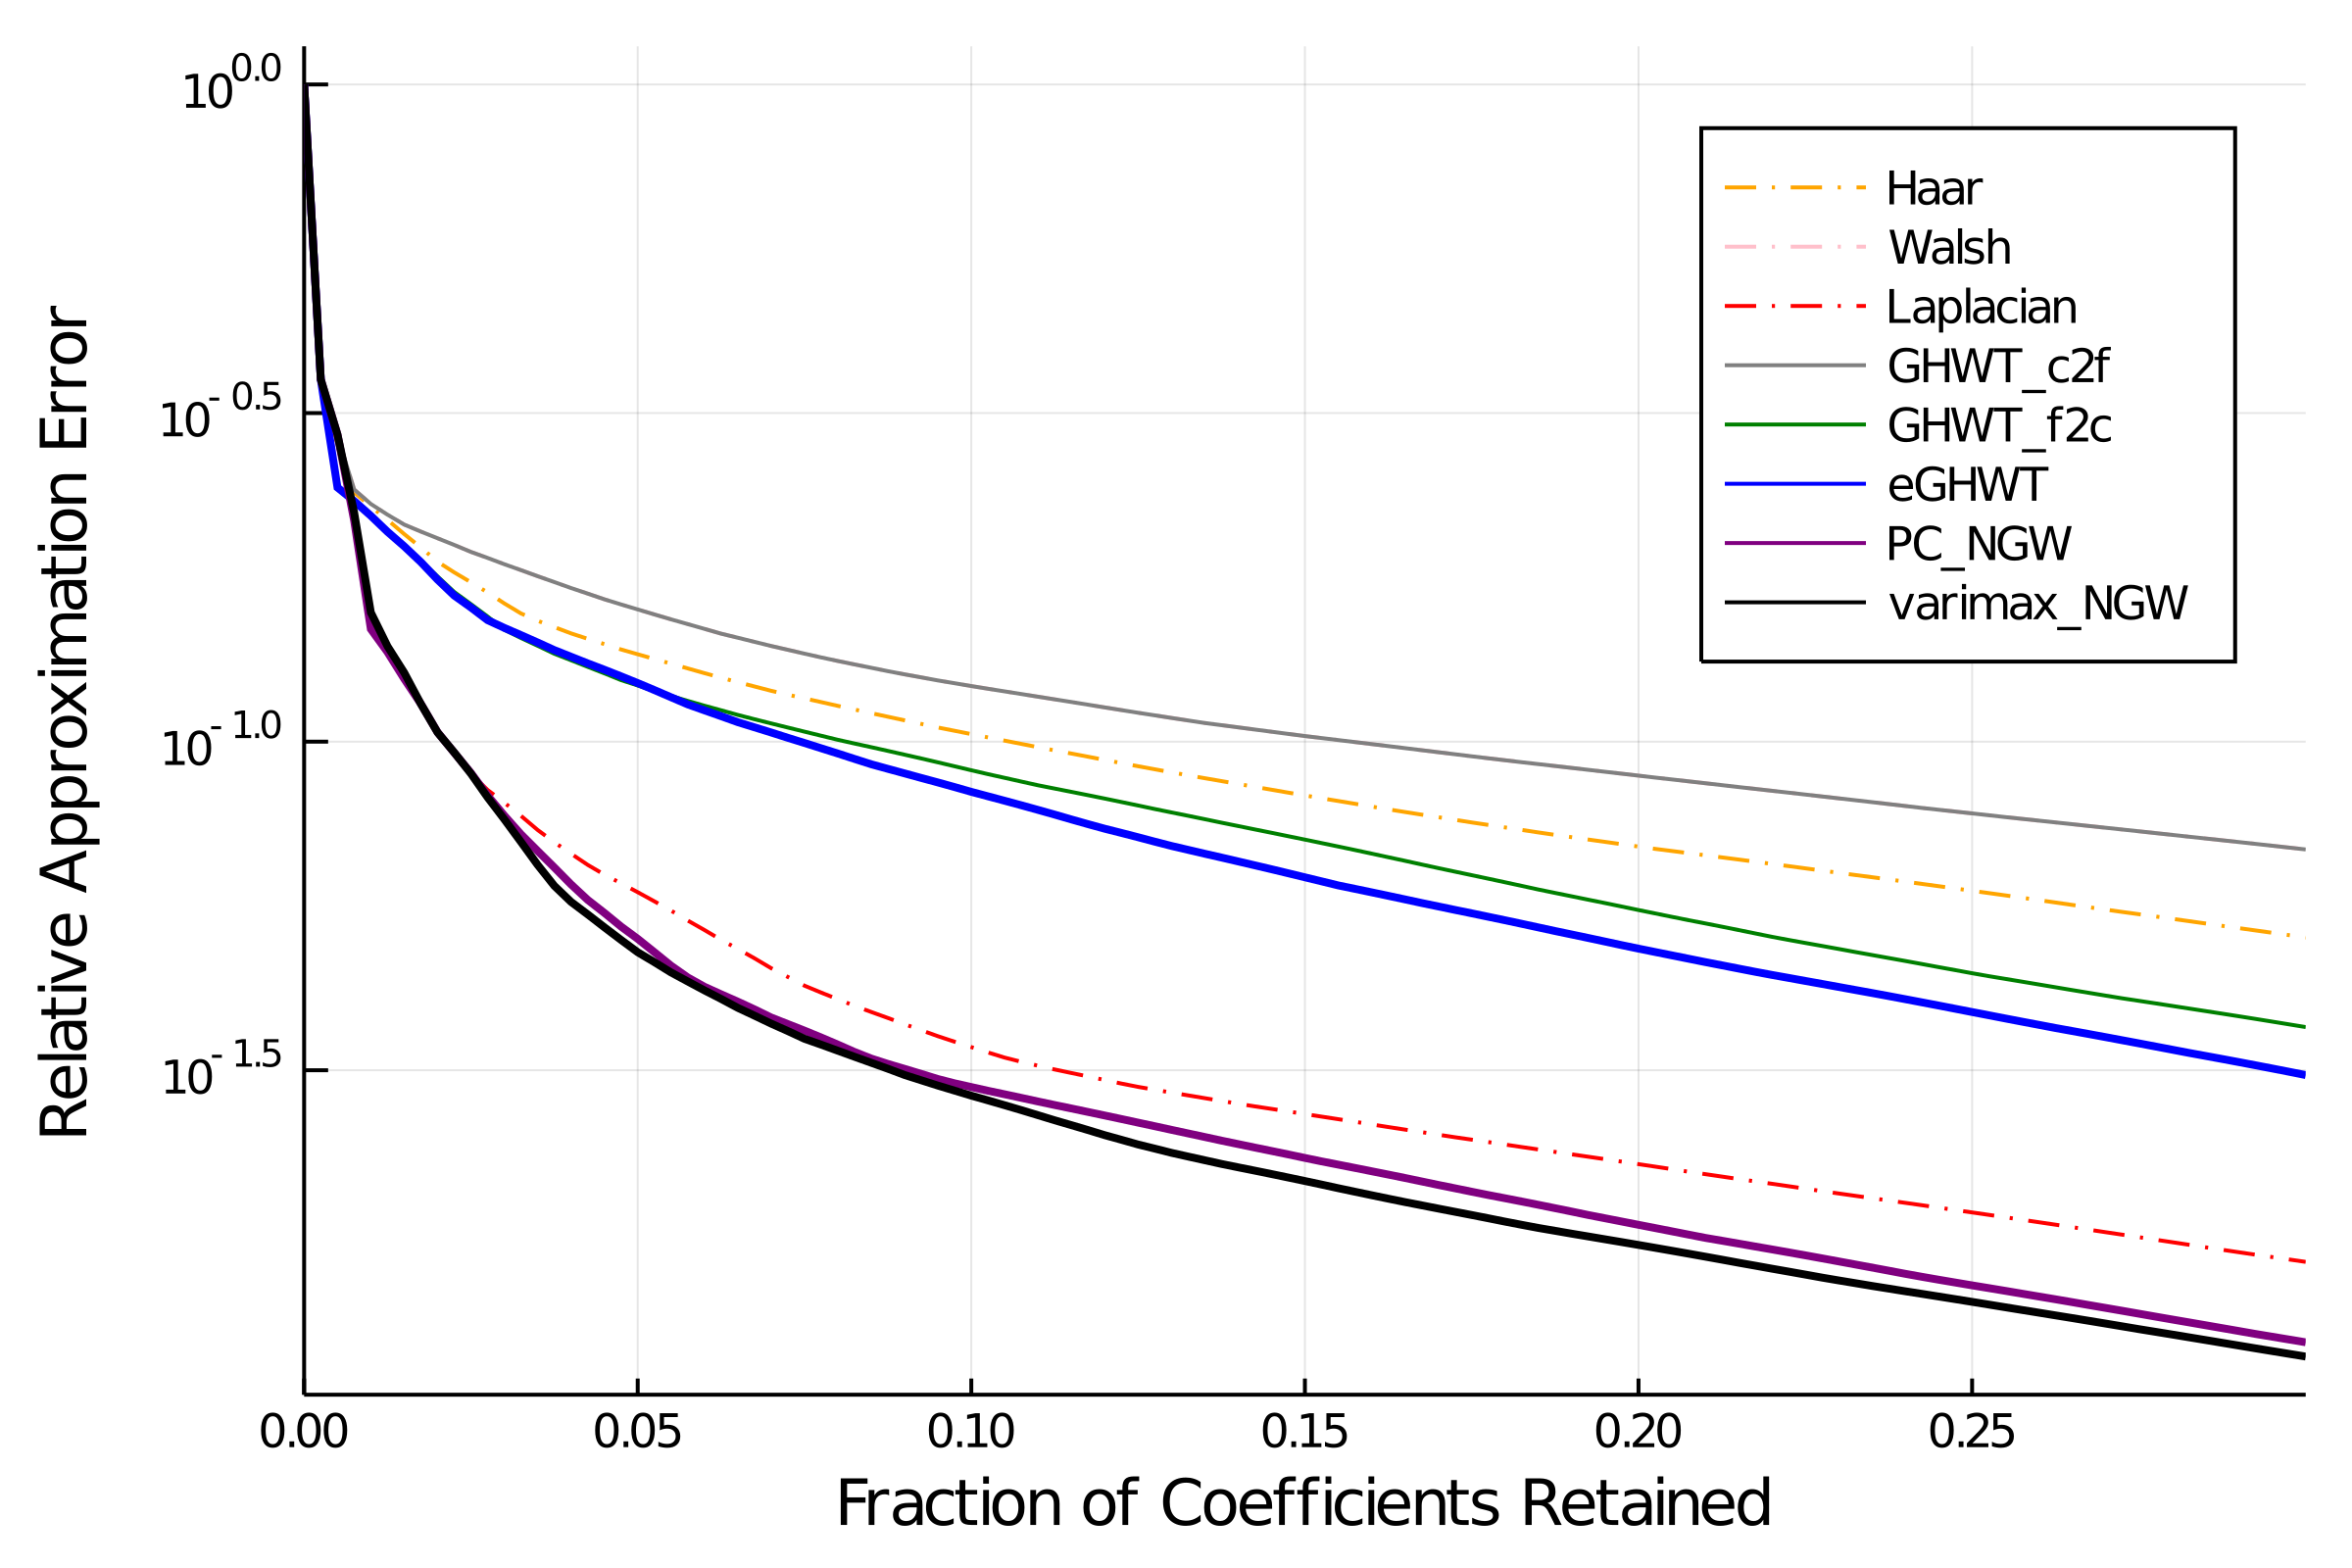 Relative Approximation Error
10^0.0
10^- 0.5
10^- 1.0
10^- 1.5
Haar
Walsh
Laplacian
GHWT_c2f
GHWT_f2c
eGHWT
PC_NGW
varimax_NGW
0.00 0.05 0.10 0.15 0.20 0.25
Fraction of Coefficients Retained